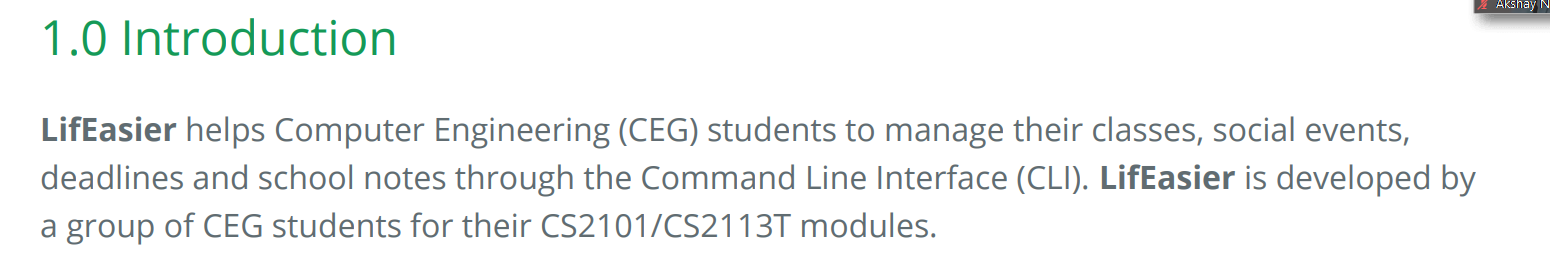 Akshay N
1.0 Introduction
LifEasier helps Computer Engineering (CEG) students to manage their classes, social events,
deadlines and school notes through the Command Line Interface (CLI). LifEasier is developed by
a group of CEG students for their CS2101/CS2113T modules.